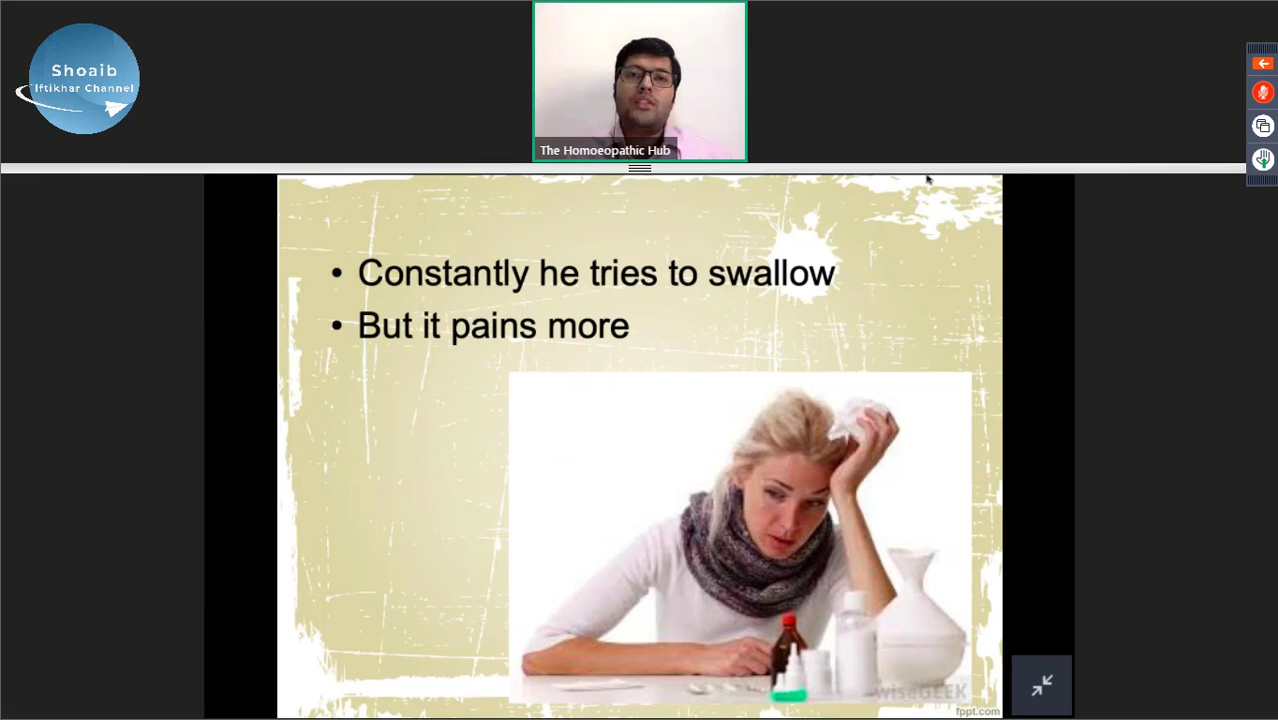 Shoaib
Iftikhar Channel
The Homoeopathic Hub
• Constantly he tries to swallow
• But it pains more
wiseGEEK
fppt.com